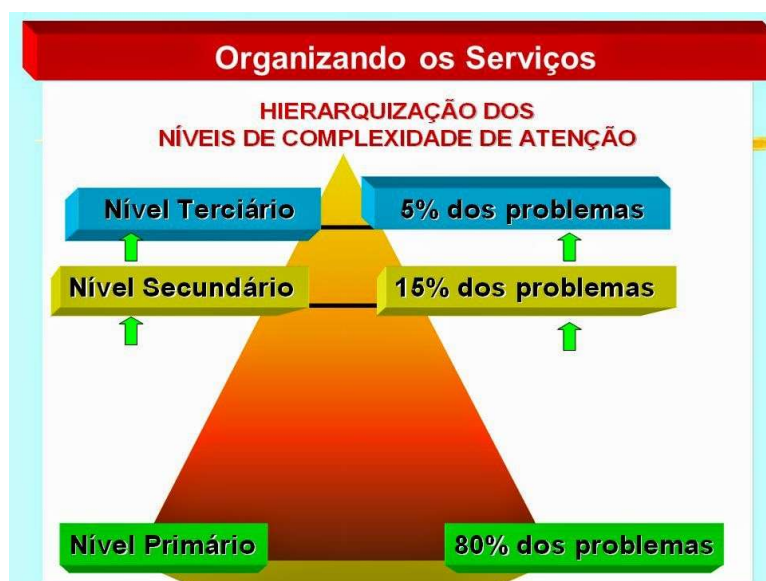 Organizando os Serviços
HIERARQUIZAÇÃO DOS
NÍVEIS DE COMPLEXIDADE DE ATENÇÃO
Nível Terciário
5% dos problemas
Nível Secundário
15% dos problemas
Nível Primário
80% dos problemas